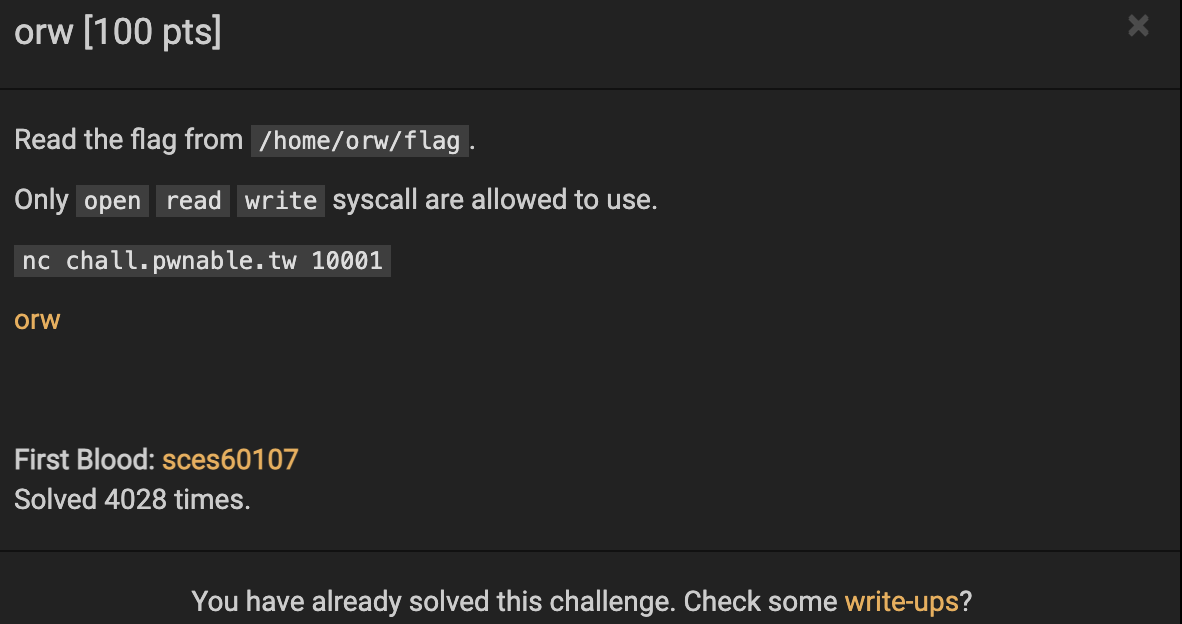 orw [100 pts]
×
Read the flag from /home/orw/flag.
Only open read write syscall are allowed to use.
nc chall.pwnable.tw 10001
orw
First Blood: sces60107
Solved 4028 times.
You have already solved this challenge. Check some write-ups?